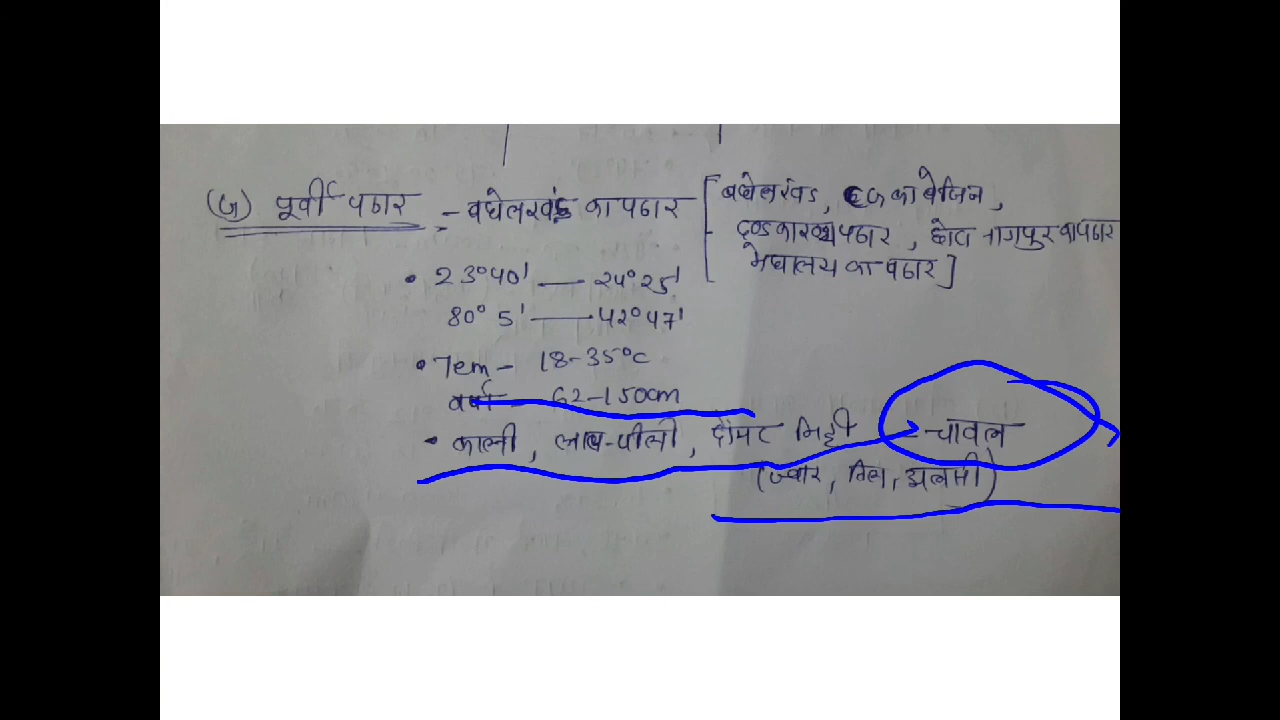 (ज) पूर्वी पठार - बघेलखंड का पठार [बघेलखंड, CG का बेसिन,
दण्डकारण्य पठार, छोटा नागपुर का पठार
मेघालय का पठार]
• 23°40' — 24°25'
80° 5' — 42°47'
• Tem - 18-35°C
वर्षा - 62-150cm
• काली, लाल-पीली, दोमट मिट्टी - चावल
(ज्वार, तिल, अलसी)